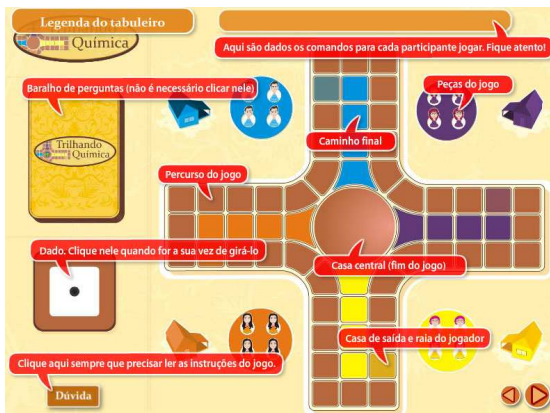 Legenda do tabuleiro
Química
Aqui são dados os comandos para cada participante jogar. Fique atento!
Baralho de perguntas (não é necessário clicar nele)
Peças do jogo
Caminho final
Trilhando
Química
Percurso do jogo
Dado. Clique nele quando for a sua vez de girá-lo
Casa central (fim do jogo)
Casa de saída e raia do jogador
Clique aqui sempre que precisar ler as instruções do jogo.
Dúvida